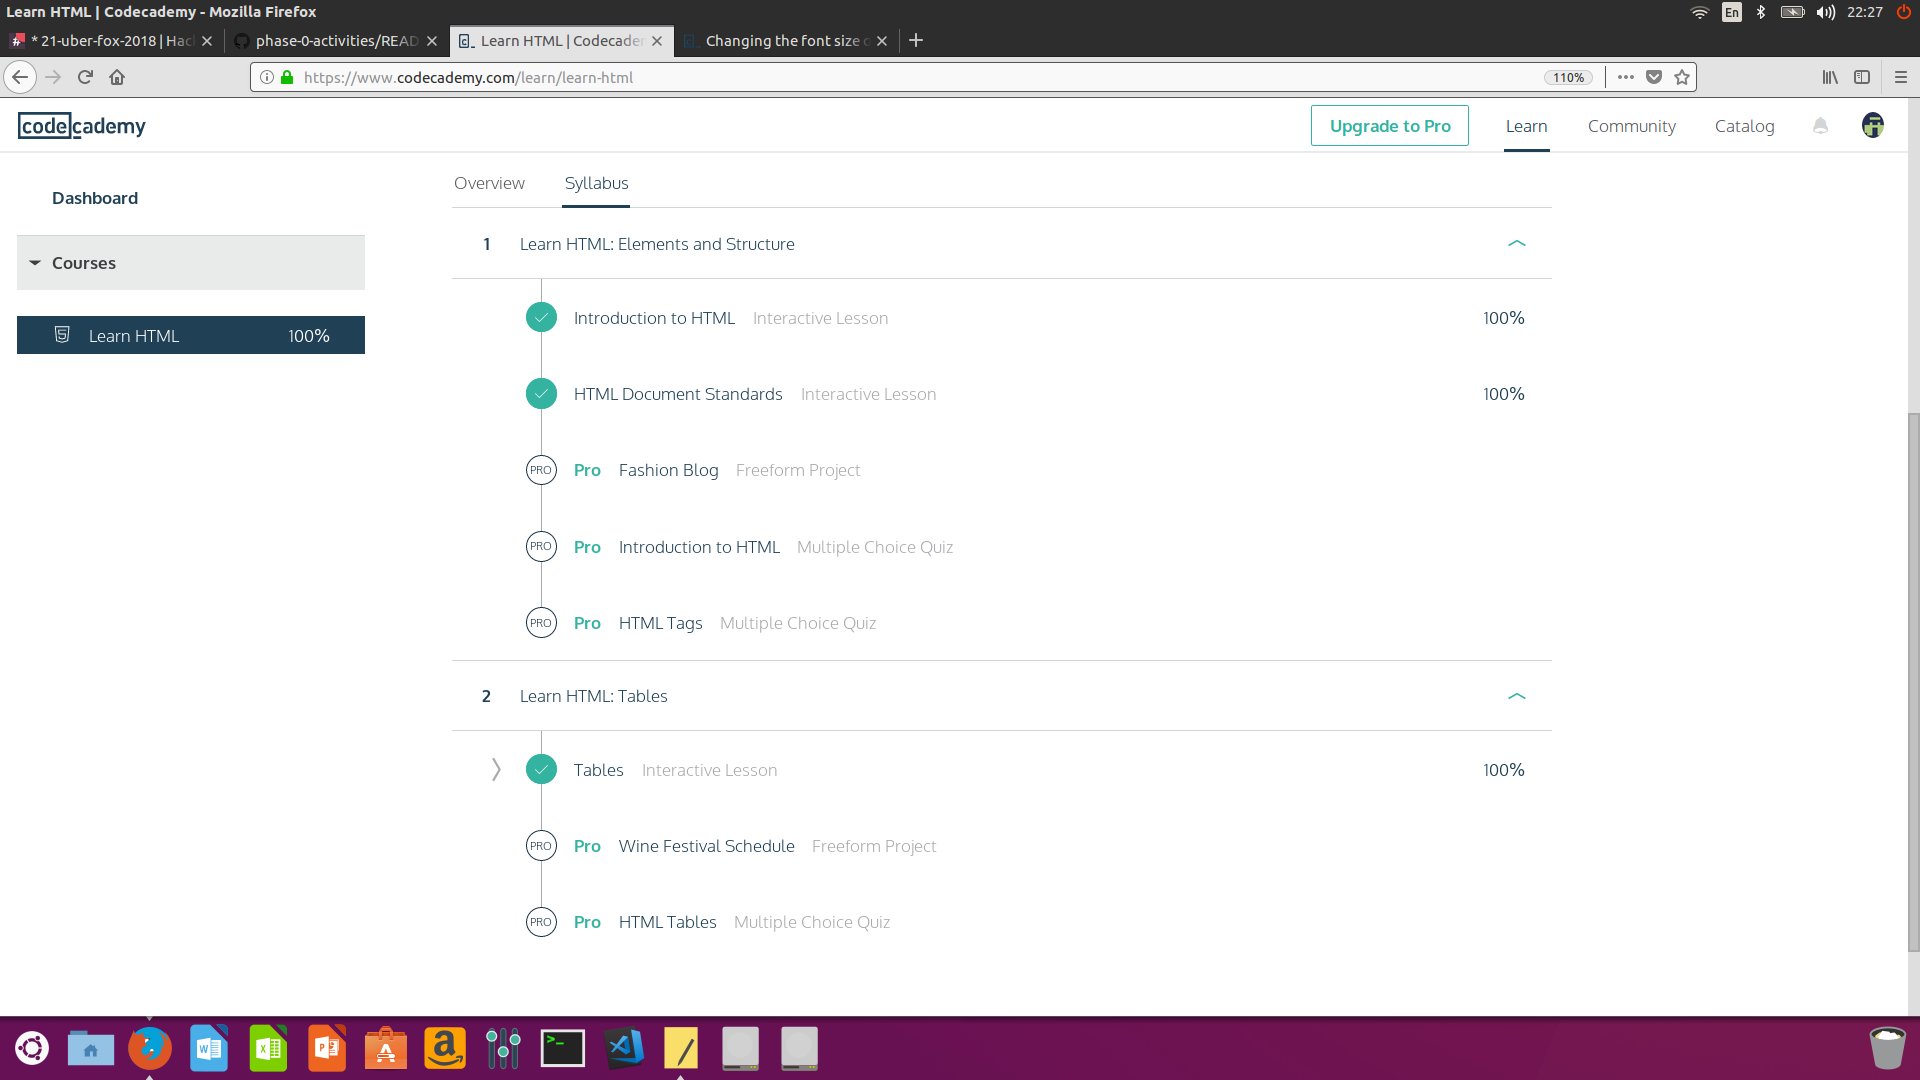 Learn HTML | Codecademy - Mozilla Firefox
En
22:27
* 21-uber-fox-2018 | Hac
phase-0-activities/READ
Learn HTML | Codecade
Changing the font size o
https://www.codecademy.com/learn/learn-html
110%
codecademy
Upgrade to Pro
Learn
Community
Catalog
Dashboard
Courses
Learn HTML 100%
Overview
Syllabus
1 Learn HTML: Elements and Structure
Introduction to HTML Interactive Lesson 100%
HTML Document Standards Interactive Lesson 100%
PRO Pro Fashion Blog Freeform Project
PRO Pro Introduction to HTML Multiple Choice Quiz
PRO Pro HTML Tags Multiple Choice Quiz
2 Learn HTML: Tables
Tables Interactive Lesson 100%
PRO Pro Wine Festival Schedule Freeform Project
PRO Pro HTML Tables Multiple Choice Quiz